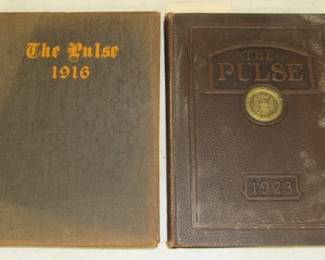 The Pulse
1916
THE
PULSE
1923